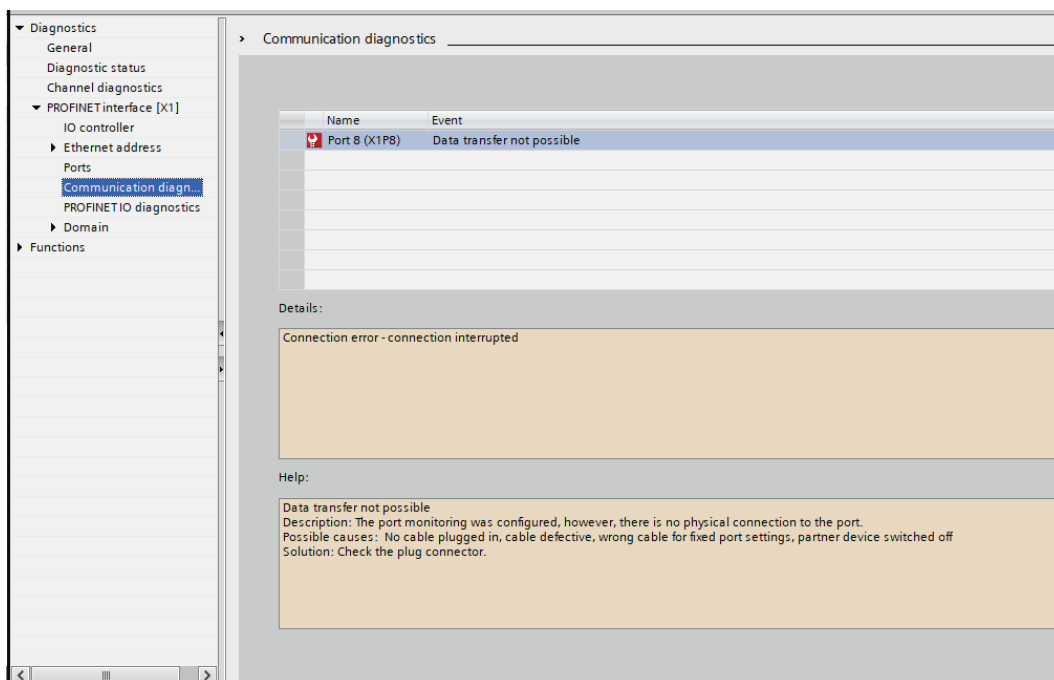 Diagnostics
General
Diagnostic status
Channel diagnostics
PROFINET interface [X1]
IO controller
Ethernet address
Ports
Communication diagn...
PROFINET IO diagnostics
Domain
Functions
Communication diagnostics
Name Event
Port 8 (X1P8) Data transfer not possible
Details:
Connection error - connection interrupted
Help:
Data transfer not possible
Description: The port monitoring was configured, however, there is no physical connection to the port.
Possible causes: No cable plugged in, cable defective, wrong cable for fixed port settings, partner device switched off
Solution: Check the plug connector.